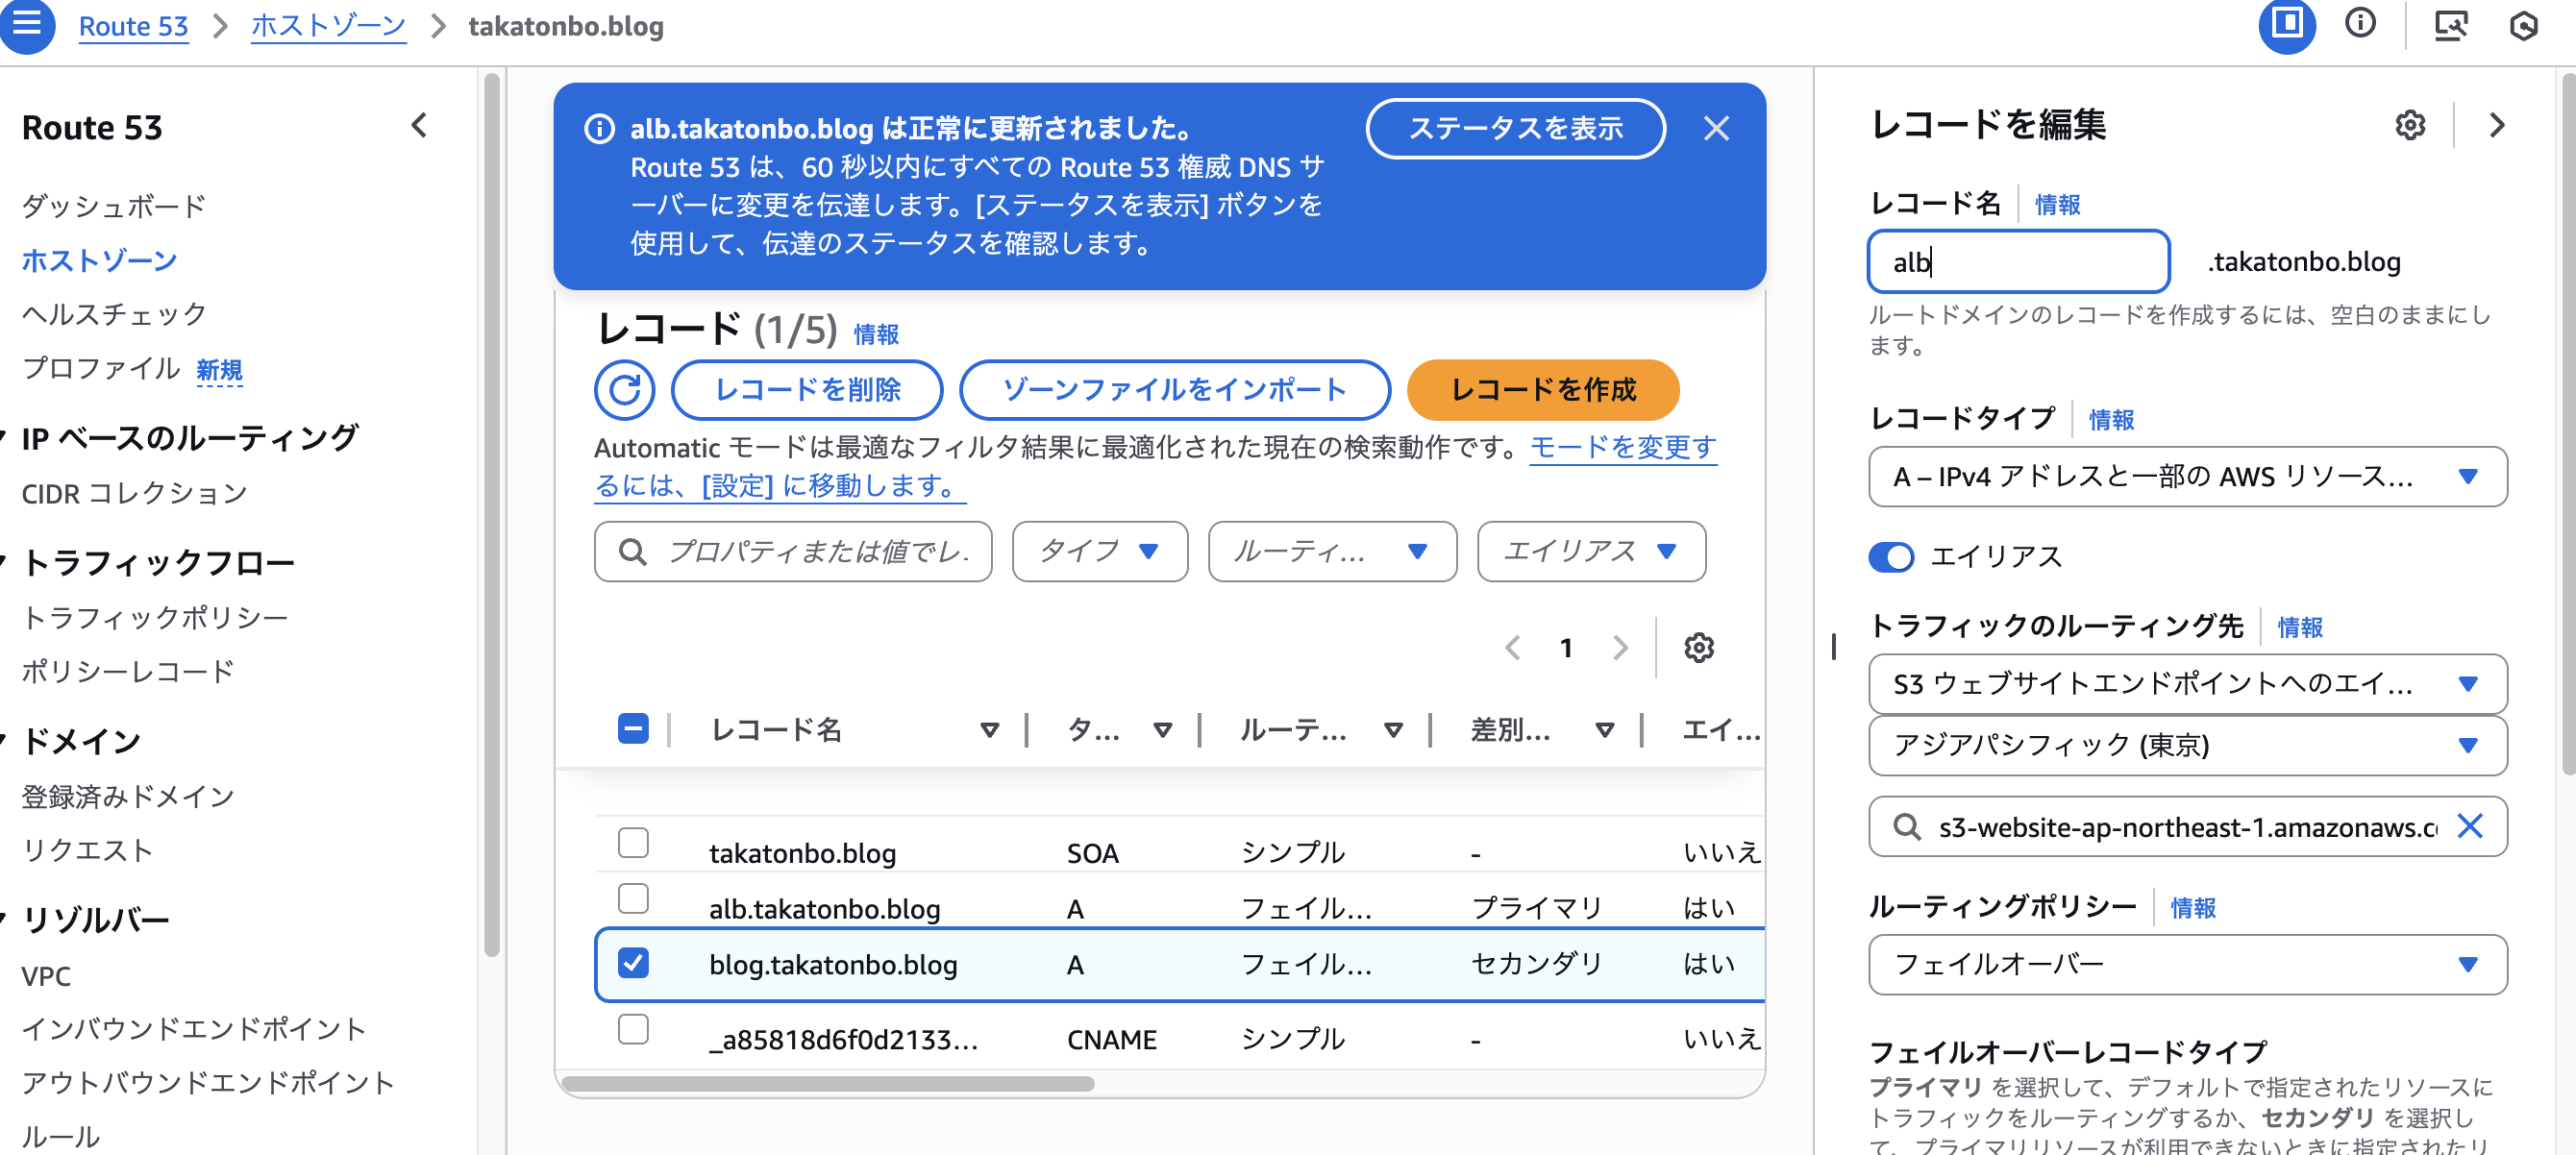 Route 53
ホストゾーン
takatonbo.blog
Route 53
ダッシュボード
ホストゾーン
ヘルスチェック
プロファイル 新規
IP ベースのルーティング
CIDR コレクション
トラフィックフロー
トラフィックポリシー
ポリシーレコード
ドメイン
登録済みドメイン
リクエスト
リゾルバー
VPC
インバウンドエンドポイント
アウトバウンドエンドポイント
ルール
alb.takatonbo.blog は正常に更新されました。
Route 53 は、60 秒以内にすべての Route 53 権威 DNS サ
ーバーに変更を伝達します。[ステータスを表示] ボタンを
使用して、伝達のステータスを確認します。
ステータスを表示
レコード (1/5) 情報
レコードを削除
ゾーンファイルをインポート
レコードを作成
Automatic モードは最適なフィルタ結果に最適化された現在の検索動作です。モードを変更す
るには、[設定] に移動します。
プロパティまたは値でレ
タイプ
ルーティ...
エイリアス
1
レコード名 タ... ルーテ... 差別... エイ...
takatonbo.blog SOA シンプル - いいえ
alb.takatonbo.blog A フェイル... プライマリ はい
blog.takatonbo.blog A フェイル... セカンダリ はい
_a85818d6f0d2133... CNAME シンプル - いいえ
レコードを編集
レコード名 情報
alb .takatonbo.blog
ルートドメインのレコードを作成するには、空白のままにし
ます。
レコードタイプ 情報
A – IPv4 アドレスと一部の AWS リソース...
エイリアス
トラフィックのルーティング先 情報
S3 ウェブサイトエンドポイントへのエイ...
アジアパシフィック (東京)
s3-website-ap-northeast-1.amazonaws.c
ルーティングポリシー 情報
フェイルオーバー
フェイルオーバーレコードタイプ
プライマリ を選択して、デフォルトで指定されたリソースに
トラフィックをルーティングするか、セカンダリ を選択し
て、プライマリリソースが利用できないときに指定されたリ